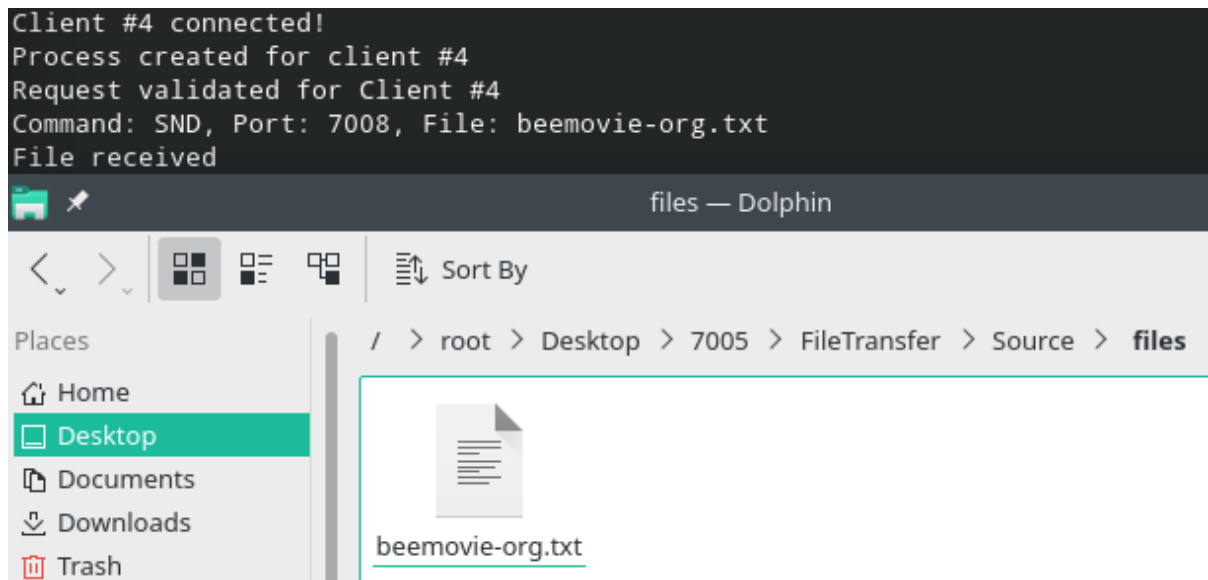 Client #4 connected!
Process created for client #4
Request validated for Client #4
Command: SND, Port: 7008, File: beemovie-org.txt
File received
files — Dolphin
Sort By
Places
/ > root > Desktop > 7005 > FileTransfer > Source > files
Home
Desktop
Documents
Downloads
Trash
beemovie-org.txt